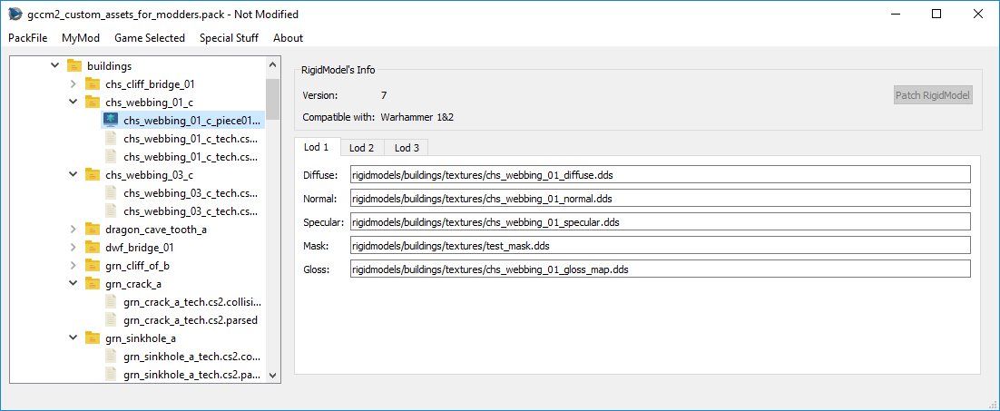 gccm2_custom_assets_for_modders.pack - Not Modified
PackFile MyMod Game Selected Special Stuff About
buildings
chs_cliff_bridge_01
chs_webbing_01_c
chs_webbing_01_c_piece01...
chs_webbing_01_c_tech.cs...
chs_webbing_01_c_tech.cs...
chs_webbing_03_c
chs_webbing_03_c_tech.cs...
chs_webbing_03_c_tech.cs...
dragon_cave_tooth_a
dwf_bridge_01
grn_cliff_of_b
grn_crack_a
grn_crack_a_tech.cs2.collisi...
grn_crack_a_tech.cs2.parsed
grn_sinkhole_a
grn_sinkhole_a_tech.cs2.co...
grn_sinkhole_a_tech.cs2.pa...
RigidModel's Info
Version: 7
Patch RigidModel
Compatible with: Warhammer 1&2
Lod 1 Lod 2 Lod 3
Diffuse: rigidmodels/buildings/textures/chs_webbing_01_diffuse.dds
Normal: rigidmodels/buildings/textures/chs_webbing_01_normal.dds
Specular: rigidmodels/buildings/textures/chs_webbing_01_specular.dds
Mask: rigidmodels/buildings/textures/test_mask.dds
Gloss: rigidmodels/buildings/textures/chs_webbing_01_gloss_map.dds